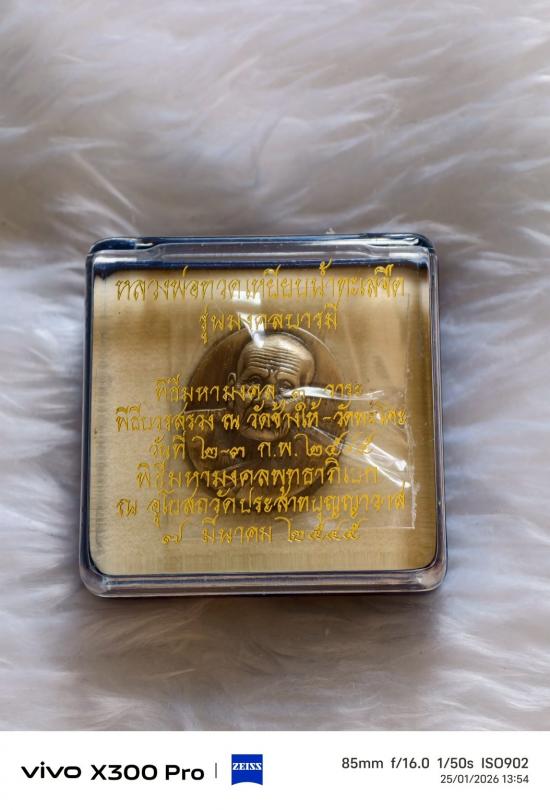 หลวงพ่อทวด เหยียบน้ำทะเลจืด
รุ่นมงคลบารมี
พิธีมหามงคล ๓ วาระ
พิธีบวงสรวง ณ วัดช้างให้-วัดพะโคะ
วันที่ ๒-๓ ก.พ. ๒๕๔๕
พิธีมหามงคลพุทธาภิเษก
ณ อุโบสถวัดประสาทบุญญาวาส
๗ มีนาคม ๒๕๔๕
vivo X300 Pro | ZEISS
85mm f/16.0 1/50s ISO902
25/01/2026 13:54